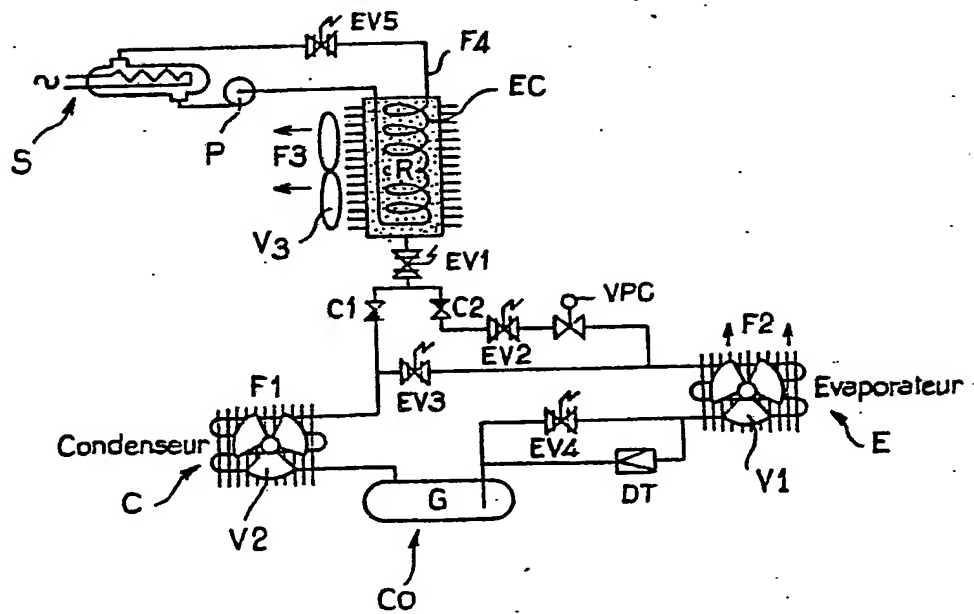 EV5
F4
EC
S
P
F3
R
V3
EV1
C1
C2
VPC
EV2
F2
F1
EV3
Evaporateur
Condenseur
EV4
E
C
G
DT
V1
V2
CO